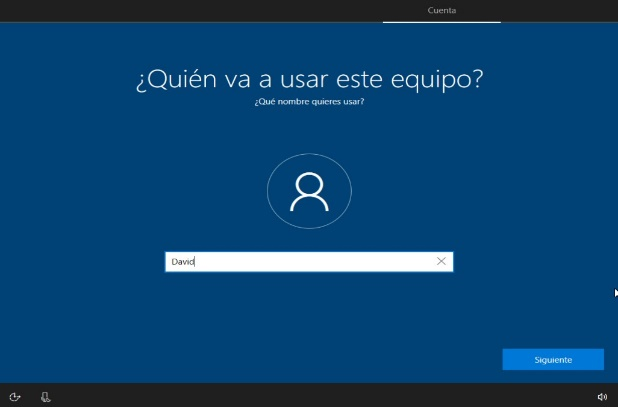 Cuenta
¿Quién va a usar este equipo?
¿Qué nombre quieres usar?
David
Siguiente